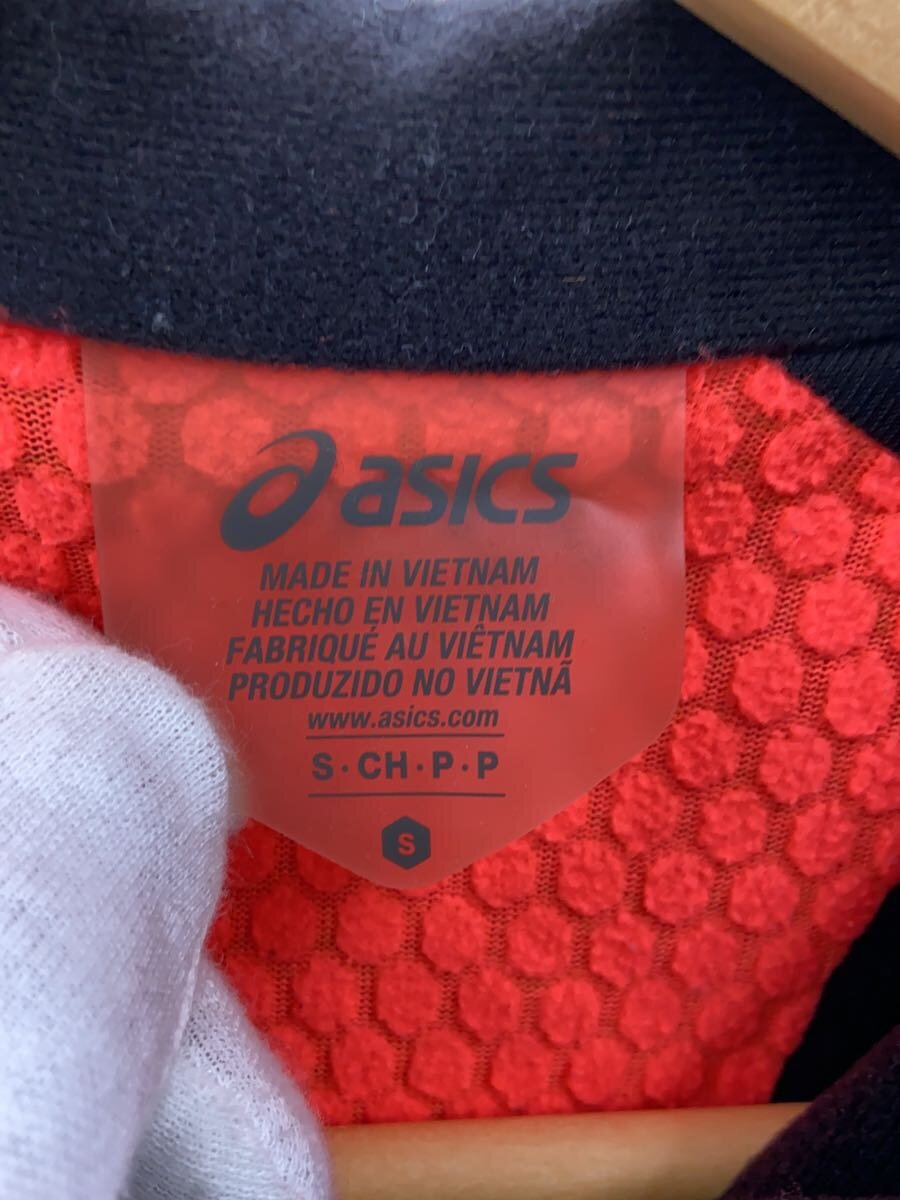 asics
MADE IN VIETNAM
HECHO EN VIETNAM
FABRIQUÉ AU VIÊTNAM
PRODUZIDO NO VIETNÃ
www.asics.com
S·CH·P·P
S